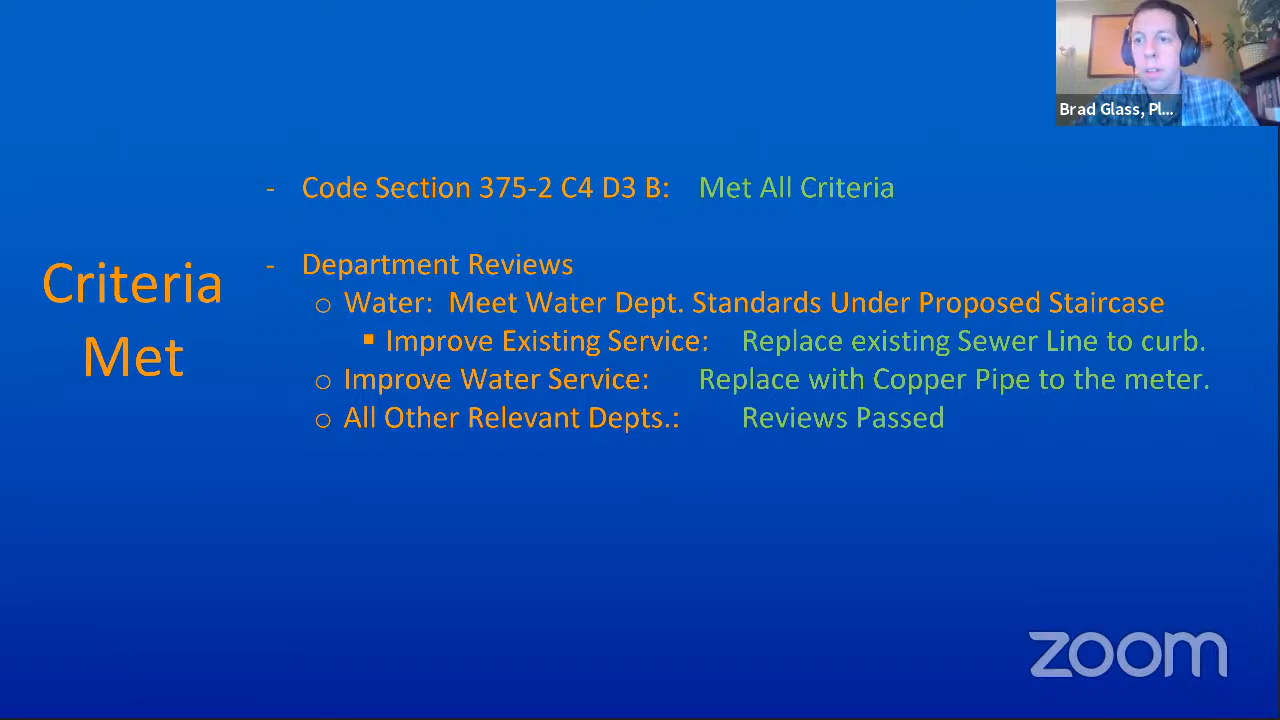 Brad Glass, Pl...
- Code Section 375-2 C4 D3 B: Met All Criteria
Criteria
Met
- Department Reviews
o Water: Meet Water Dept. Standards Under Proposed Staircase
▪ Improve Existing Service: Replace existing Sewer Line to curb.
o Improve Water Service: Replace with Copper Pipe to the meter.
o All Other Relevant Depts.: Reviews Passed
zoom